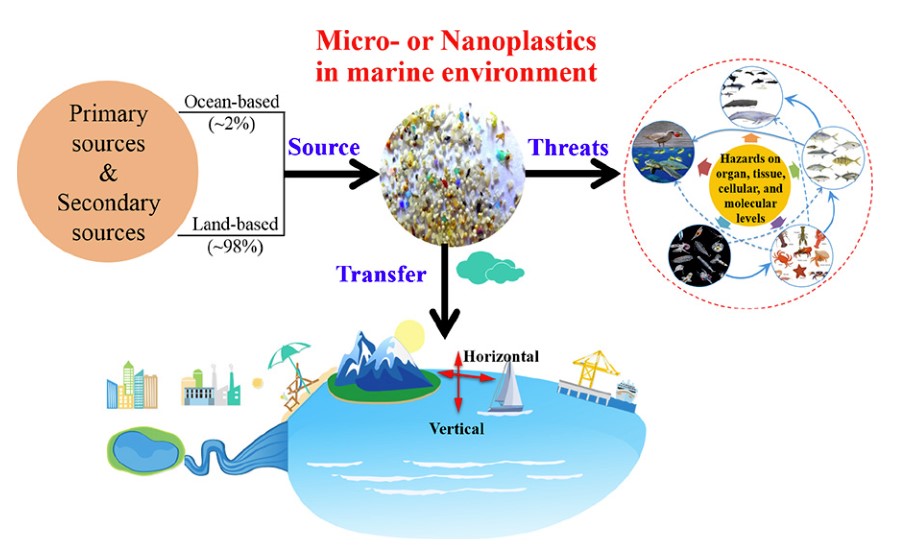 Micro- or Nanoplastics
in marine environment
Primary
sources
&
Secondary
sources
Ocean-based
(~2%)
Land-based
(~98%)
Source
Threats
Hazards on
organ, tissue,
cellular, and
molecular
levels
Transfer
Horizontal
Vertical